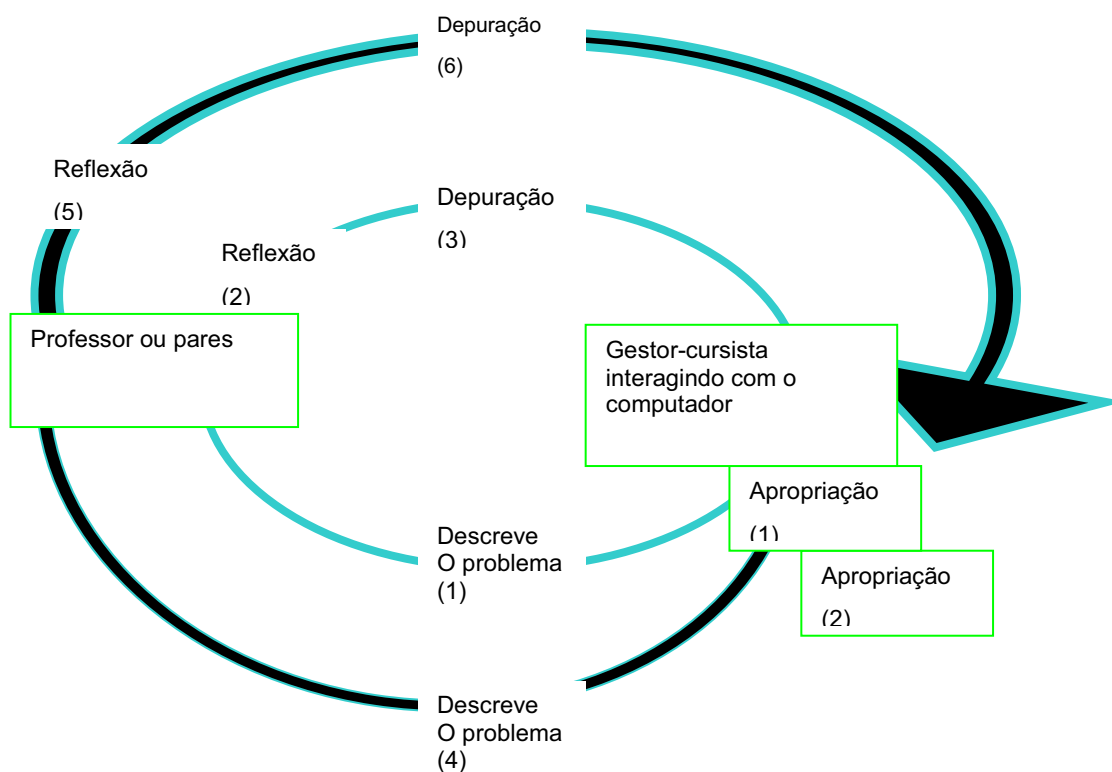 Depuração
(6)
Reflexão
(5)
Depuração
(3)
Reflexão
(2)
Professor ou pares
Gestor-cursista
interagindo com o
computador
Apropriação
(1)
Apropriação
(2)
Descreve
O problema
(1)
Descreve
O problema
(4)